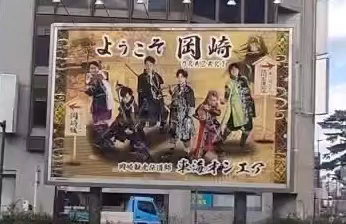 ようこそ 岡崎
岡崎城
岡崎観光伝道師 東海オンエア